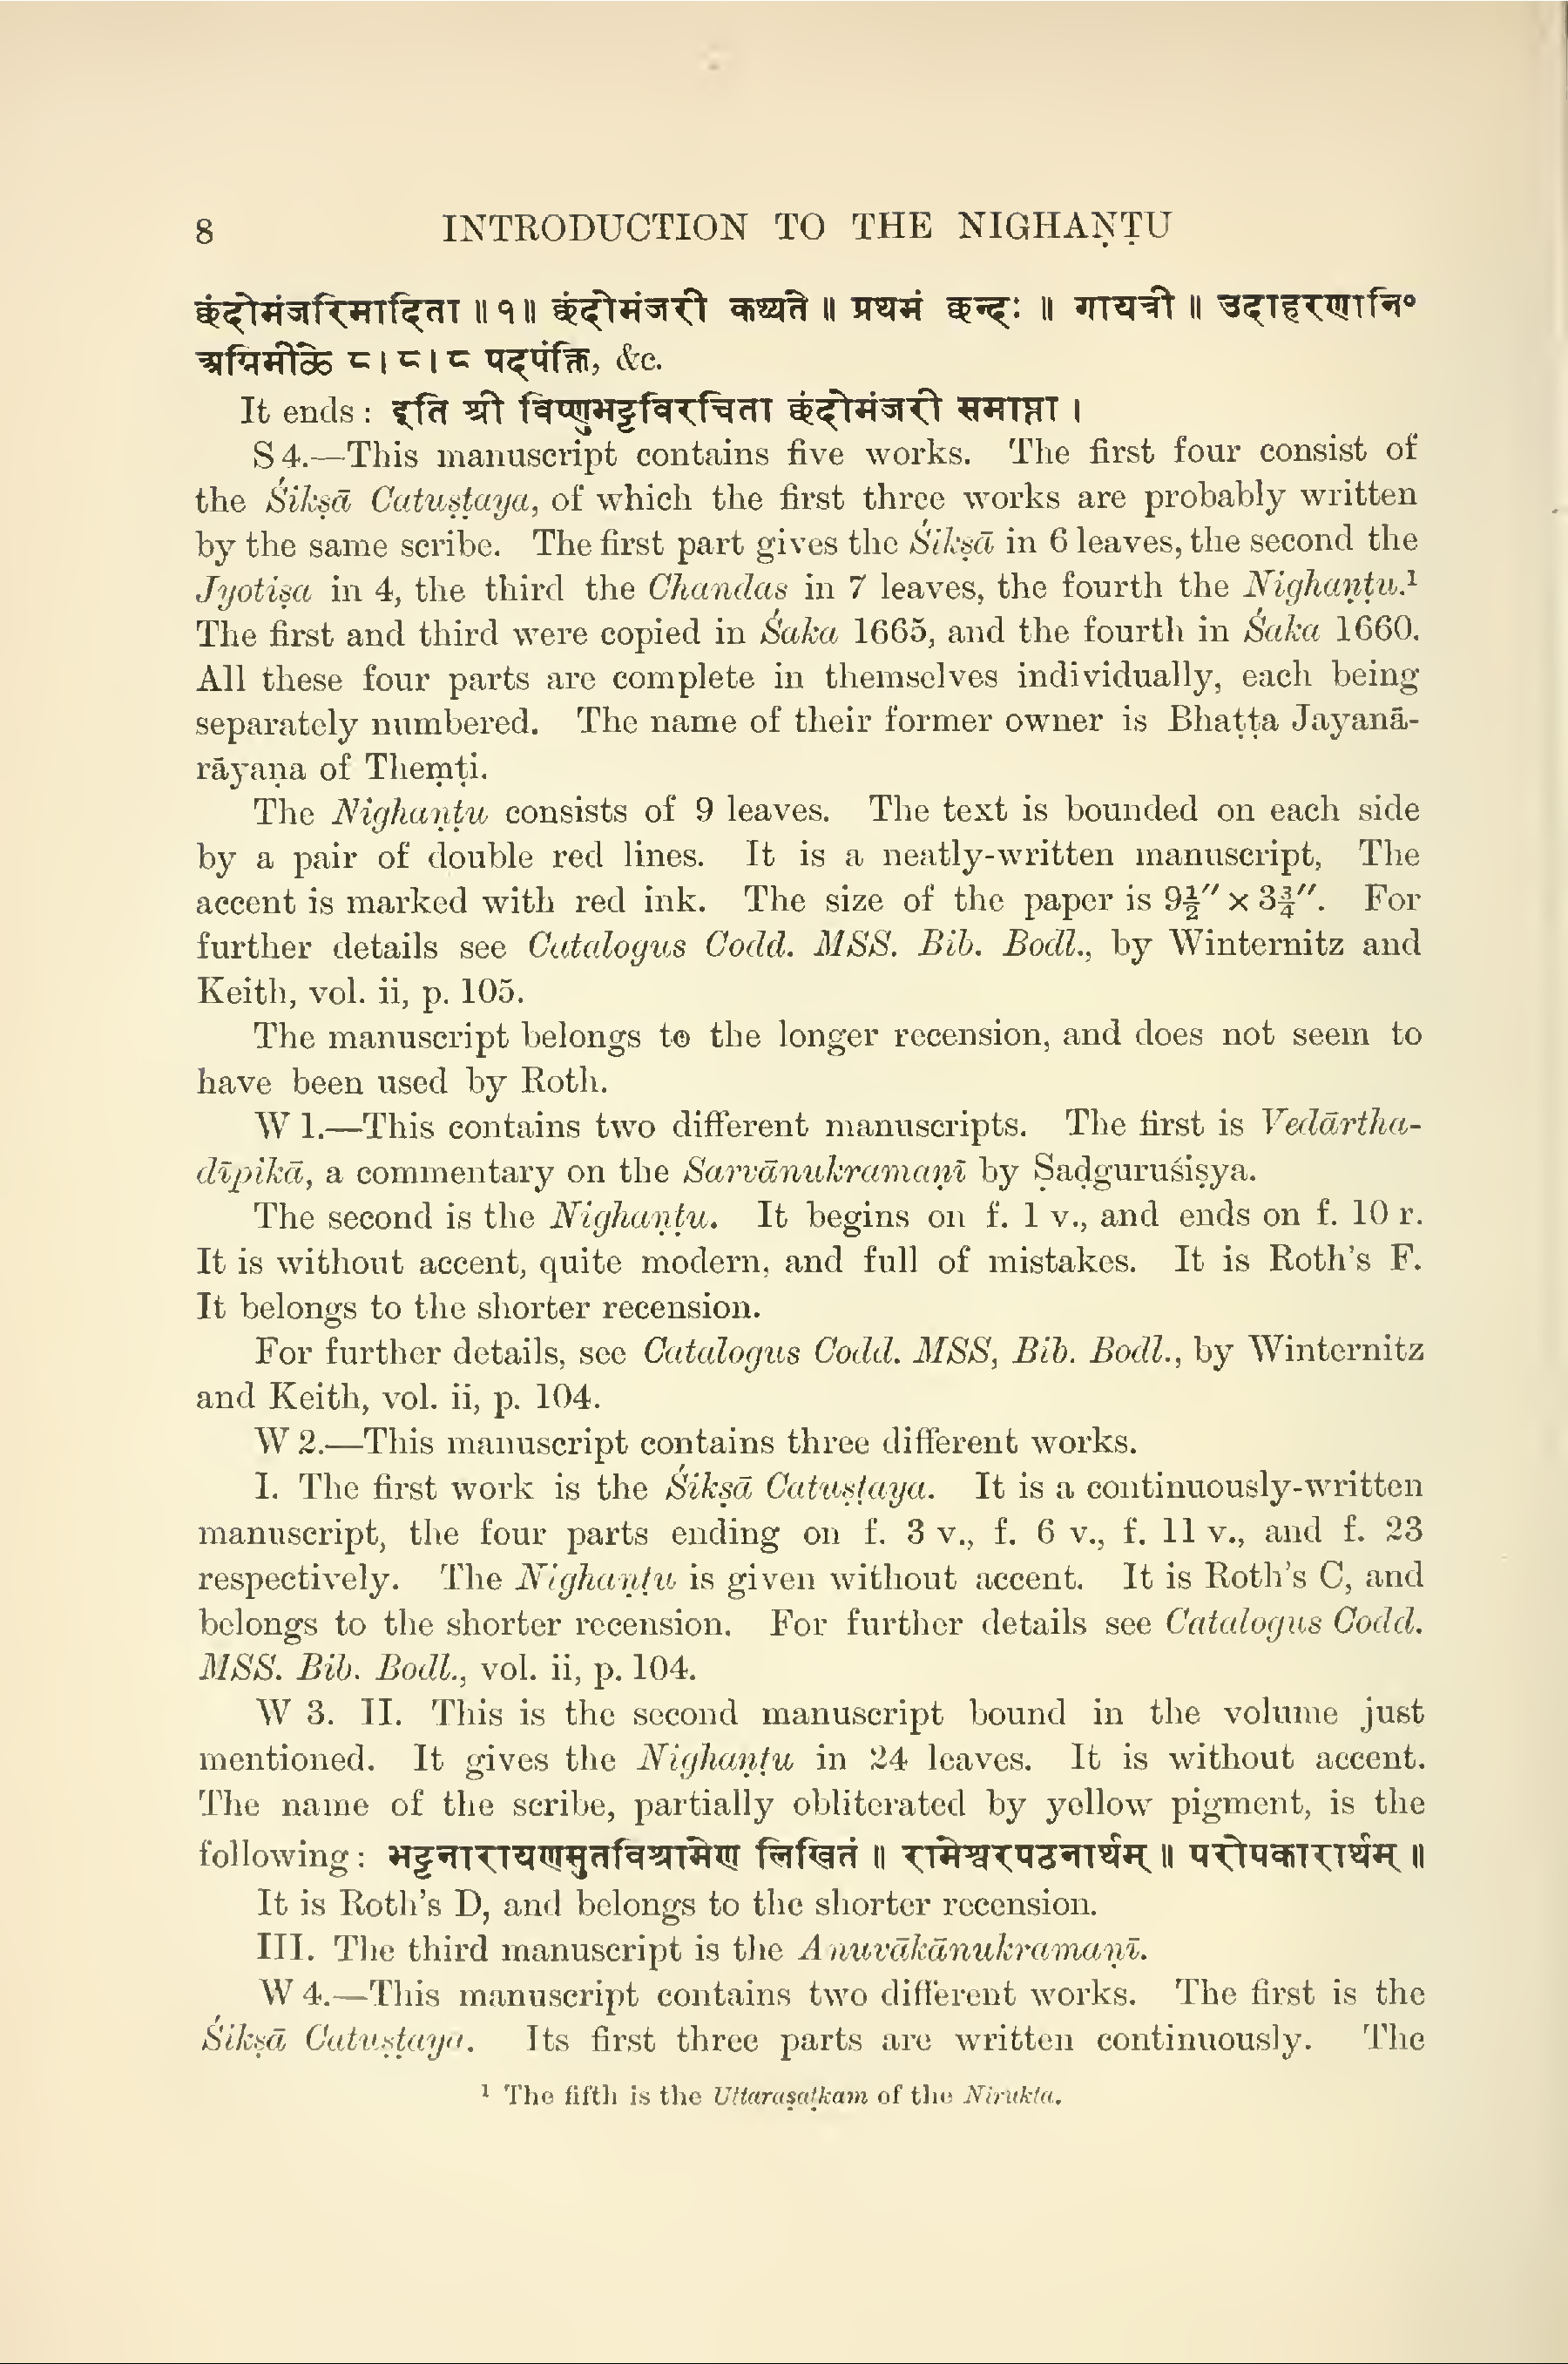 8 INTRODUCTION TO THE NIGHAṆṬU
छंदोमंजरिमादिता ॥ १॥ छंदोमंजरी कथ्यते ॥ प्रथमं छन्दः ॥ गायत्री ॥ उदाहरणानि॰
अग्निमीळे ८। ८। ८ पदपंक्ति, &c.
It ends: इति श्री विष्णुभट्टविरचिता छंदोमंजरी समाप्ता ।
S 4.—This manuscript contains five works. The first four consist of
the Śikṣā Catuṣṭaya, of which the first three works are probably written
by the same scribe. The first part gives the Śikṣā in 6 leaves, the second the
Jyotiṣa in 4, the third the Chandas in 7 leaves, the fourth the Nighaṇṭu.¹
The first and third were copied in Śaka 1665, and the fourth in Śaka 1660.
All these four parts are complete in themselves individually, each being
separately numbered. The name of their former owner is Bhaṭṭa Jayanā-
rāyaṇa of Theṃṭi.
The Nighaṇṭu consists of 9 leaves. The text is bounded on each side
by a pair of double red lines. It is a neatly-written manuscript, The
accent is marked with red ink. The size of the paper is 9½″ × 3¾″. For
further details see Catalogus Codd. MSS. Bib. Bodl., by Winternitz and
Keith, vol. ii, p. 105.
The manuscript belongs to the longer recension, and does not seem to
have been used by Roth.
W 1.—This contains two different manuscripts. The first is Vedārtha-
dīpikā, a commentary on the Sarvānukramaṇī by Ṣaḍguruśiṣya.
The second is the Nighaṇṭu. It begins on f. 1 v., and ends on f. 10 r.
It is without accent, quite modern, and full of mistakes. It is Roth's F.
It belongs to the shorter recension.
For further details, see Catalogus Codd. MSS, Bib. Bodl., by Winternitz
and Keith, vol. ii, p. 104.
W 2.—This manuscript contains three different works.
I. The first work is the Śikṣā Catuṣṭaya. It is a continuously-written
manuscript, the four parts ending on f. 3 v., f. 6 v., f. 11 v., and f. 23
respectively. The Nighaṇṭu is given without accent. It is Roth's C, and
belongs to the shorter recension. For further details see Catalogus Codd.
MSS. Bib. Bodl., vol. ii, p. 104.
W 3. II. This is the second manuscript bound in the volume just
mentioned. It gives the Nighaṇṭu in 24 leaves. It is without accent.
The name of the scribe, partially obliterated by yellow pigment, is the
following: भट्टनारायणसुतविश्रामेण लिखितं ॥ रामेश्वरपठनार्थम् ॥ परोपकारार्थम् ॥
It is Roth's D, and belongs to the shorter recension.
III. The third manuscript is the Anuvākānukramaṇī.
W 4.—This manuscript contains two different works. The first is the
Śikṣā Catuṣṭaya. Its first three parts are written continuously. The
¹ The fifth is the Uttaraṣaṭkam of the Nirukta.